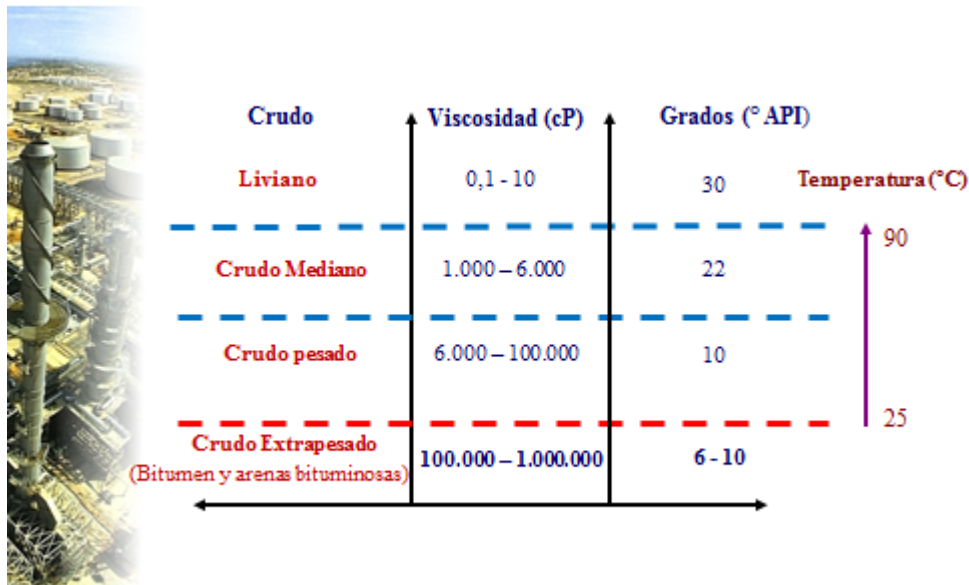 Crudo Viscosidad (cP) Grados (° API)
Liviano 0,1 - 10 30 Temperatura (°C)
90
Crudo Mediano 1.000 – 6.000 22
Crudo pesado 6.000 – 100.000 10
25
Crudo Extrapesado 100.000 – 1.000.000 6 - 10
(Bitumen y arenas bituminosas)